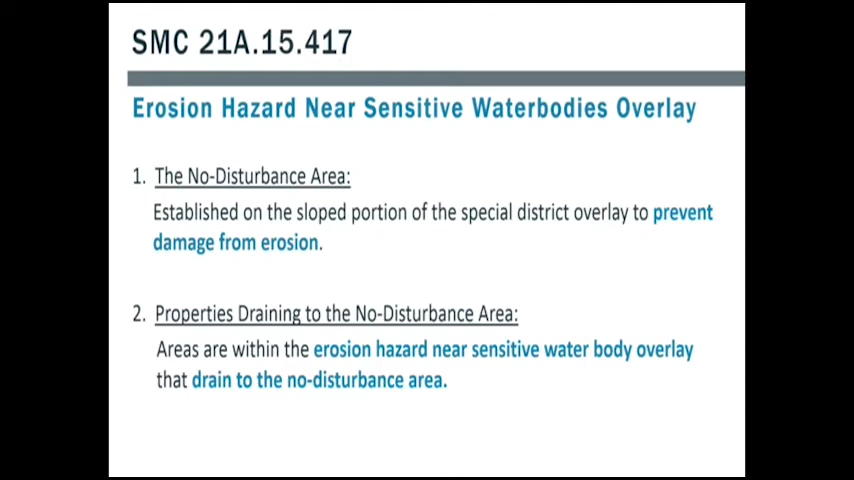 SMC 21A.15.417
Erosion Hazard Near Sensitive Waterbodies Overlay
1. The No-Disturbance Area:
Established on the sloped portion of the special district overlay to prevent
damage from erosion.
2. Properties Draining to the No-Disturbance Area:
Areas are within the erosion hazard near sensitive water body overlay
that drain to the no-disturbance area.